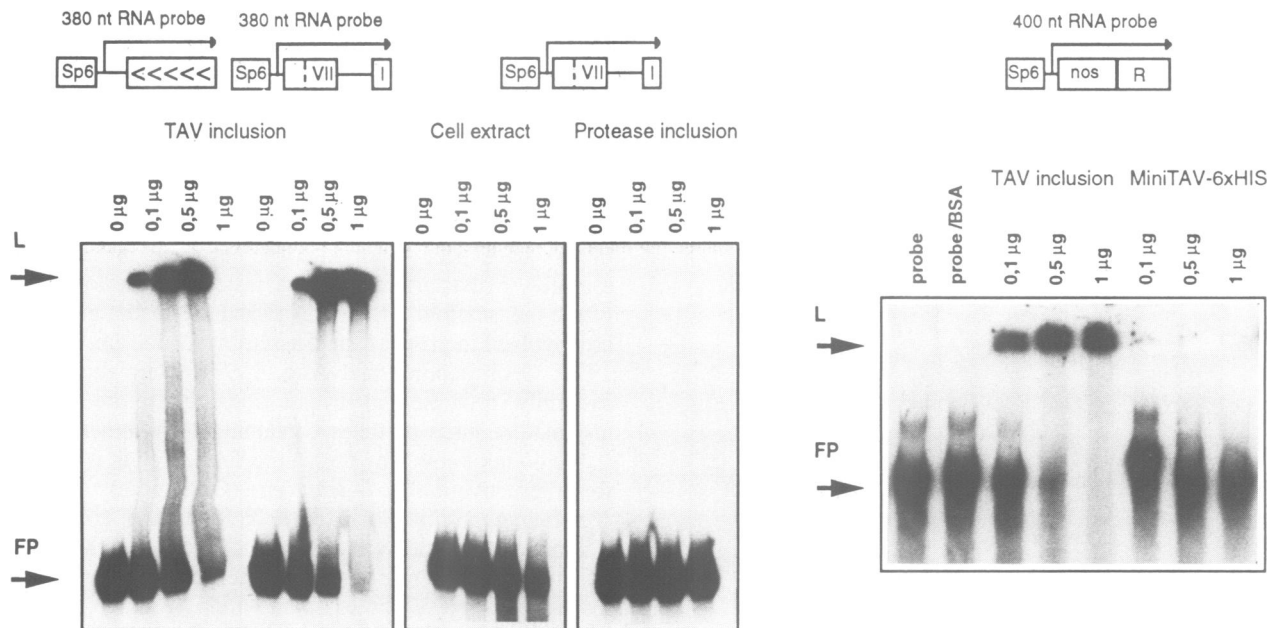 380 nt RNA probe 380 nt RNA probe 400 nt RNA probe
Sp6 <<<<< Sp6 VII I Sp6 VII I Sp6 nos R
TAV inclusion Cell extract Protease inclusion
TAV inclusion MiniTAV-6xHIS
0 µg 0,1 µg 0,5 µg 1 µg 0 µg 0,1 µg 0,5 µg 1 µg 0 µg 0,1 µg 0,5 µg 1 µg 0 µg 0,1 µg 0,5 µg 1 µg
probe probe/BSA 0,1 µg 0,5 µg 1 µg 0,1 µg 0,5 µg 1 µg
L
L
FP
FP